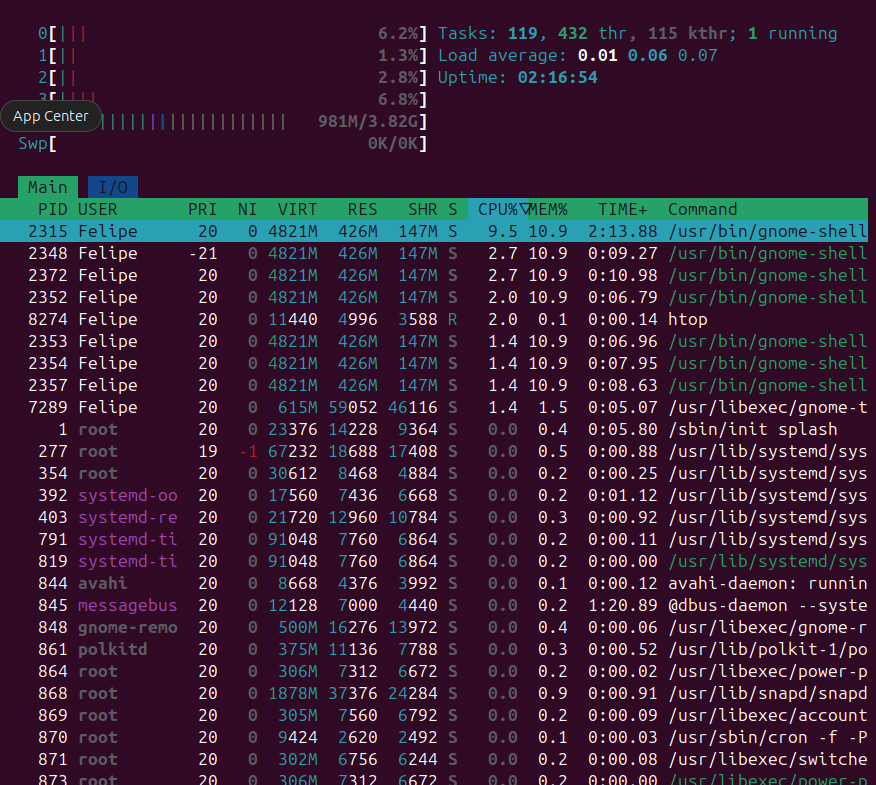 0[||| 6.2%] Tasks: 119, 432 thr, 115 kthr; 1 running
1[|| 1.3%] Load average: 0.01 0.06 0.07
2[|| 2.8%] Uptime: 02:16:54
3[|||| 6.8%]
App Center 981M/3.82G]
Swp[ 0K/0K]
Main I/O
PID USER PRI NI VIRT RES SHR S CPU%▽MEM% TIME+ Command
2315 Felipe 20 0 4821M 426M 147M S 9.5 10.9 2:13.88 /usr/bin/gnome-shell
2348 Felipe -21 0 4821M 426M 147M S 2.7 10.9 0:09.27 /usr/bin/gnome-shell
2372 Felipe 20 0 4821M 426M 147M S 2.7 10.9 0:10.98 /usr/bin/gnome-shell
2352 Felipe 20 0 4821M 426M 147M S 2.0 10.9 0:06.79 /usr/bin/gnome-shell
8274 Felipe 20 0 11440 4996 3588 R 2.0 0.1 0:00.14 htop
2353 Felipe 20 0 4821M 426M 147M S 1.4 10.9 0:06.96 /usr/bin/gnome-shell
2354 Felipe 20 0 4821M 426M 147M S 1.4 10.9 0:07.95 /usr/bin/gnome-shell
2357 Felipe 20 0 4821M 426M 147M S 1.4 10.9 0:08.63 /usr/bin/gnome-shell
7289 Felipe 20 0 615M 59052 46116 S 1.4 1.5 0:05.07 /usr/libexec/gnome-t
1 root 20 0 23376 14228 9364 S 0.0 0.4 0:05.80 /sbin/init splash
277 root 19 -1 67232 18688 17408 S 0.0 0.5 0:00.88 /usr/lib/systemd/sys
354 root 20 0 30612 8468 4884 S 0.0 0.2 0:00.25 /usr/lib/systemd/sys
392 systemd-oo 20 0 17560 7436 6668 S 0.0 0.2 0:01.12 /usr/lib/systemd/sys
403 systemd-re 20 0 21720 12960 10784 S 0.0 0.3 0:00.92 /usr/lib/systemd/sys
791 systemd-ti 20 0 91048 7760 6864 S 0.0 0.2 0:00.11 /usr/lib/systemd/sys
819 systemd-ti 20 0 91048 7760 6864 S 0.0 0.2 0:00.00 /usr/lib/systemd/sys
844 avahi 20 0 8668 4376 3992 S 0.0 0.1 0:00.12 avahi-daemon: runnin
845 messagebus 20 0 12128 7000 4440 S 0.0 0.2 1:20.89 @dbus-daemon --syste
848 gnome-remo 20 0 500M 16276 13972 S 0.0 0.4 0:00.06 /usr/libexec/gnome-r
861 polkitd 20 0 375M 11136 7788 S 0.0 0.3 0:00.52 /usr/lib/polkit-1/po
864 root 20 0 306M 7312 6672 S 0.0 0.2 0:00.02 /usr/libexec/power-p
868 root 20 0 1878M 37376 24284 S 0.0 0.9 0:00.91 /usr/lib/snapd/snapd
869 root 20 0 305M 7560 6792 S 0.0 0.2 0:00.09 /usr/libexec/account
870 root 20 0 9424 2620 2492 S 0.0 0.1 0:00.03 /usr/sbin/cron -f -P
871 root 20 0 302M 6756 6244 S 0.0 0.2 0:00.08 /usr/libexec/switche
873 root 20 0 306M 7312 6672 S 0.0 0.2 0:00.00 /usr/libexec/power-p